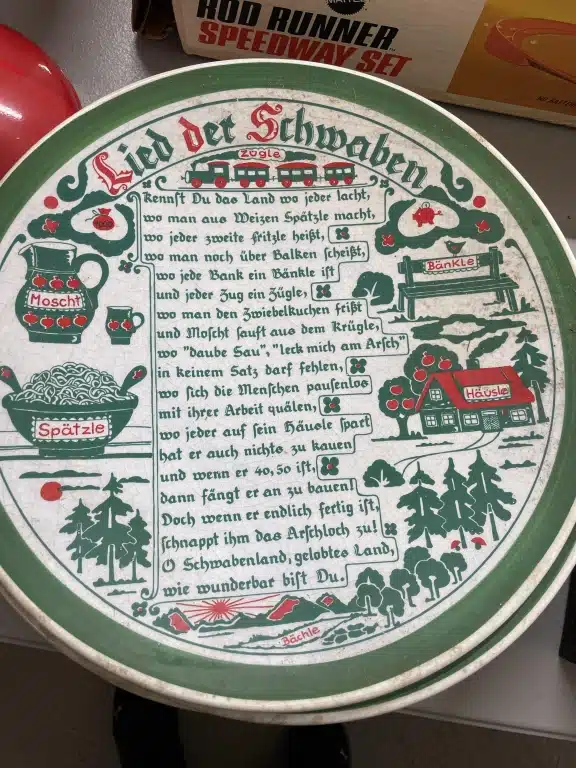 MATTEL
ROD RUNNER™
SPEEDWAY SET
Lied der Schwaben
Zügle
Kennst Du das Land wo jeder lacht,
wo man aus Weizen Spätzle macht,
wo jeder zweite Fritzle heißt,
wo man noch über Balken scheißt,
wo jede Bank ein Bänkle ist
und jeder Zug ein Zügle,
wo man den Zwiebelkuchen frißt
und Moscht sauft aus dem Krügle,
wo "daube Sau", "leck mich am Arsch"
in keinem Satz darf fehlen,
wo sich die Menschen pausenlos
mit ihrer Arbeit quälen,
wo jeder auf sein Häusle spart
hat er auch nichts zu kauen
und wenn er 40, 50 ist,
dann fängt er an zu bauen!
Doch wenn er endlich fertig ist,
schnappt ihm das Arschloch zu!
O Schwabenland, gelobtes Land,
wie wunderbar bist Du.
Moscht
Spätzle
Bänkle
Häusle
Bächle